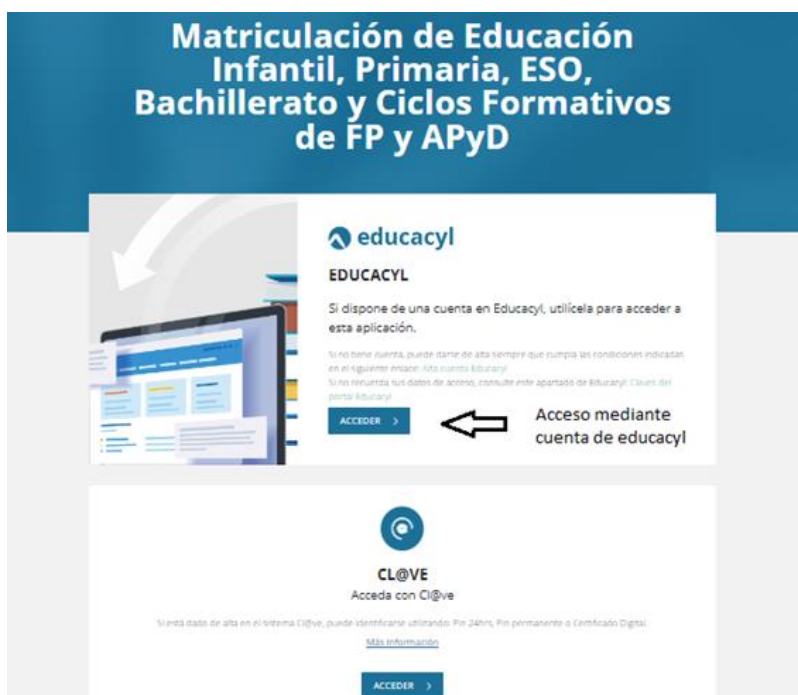 Matriculación de Educación
Infantil, Primaria, ESO,
Bachillerato y Ciclos Formativos
de FP y APyD
educacyl
EDUCACYL
Si dispone de una cuenta en Educacyl, utilícela para acceder a
esta aplicación.
Si no tiene cuenta, puede darse de alta siempre que cumpla las condiciones indicadas
en el siguiente enlace: Alta cuenta Educacyl
Si no recuerda sus datos de acceso, consulte este apartado de Educacyl: Claves del
portal Educacyl
ACCEDER >
Acceso mediante
cuenta de educacyl
CL@VE
Acceda con Cl@ve
Si está dado de alta en el sistema Cl@ve, puede identificarse utilizando: Pin 24hrs, Pin permanente o Certificado Digital.
Más información
ACCEDER >